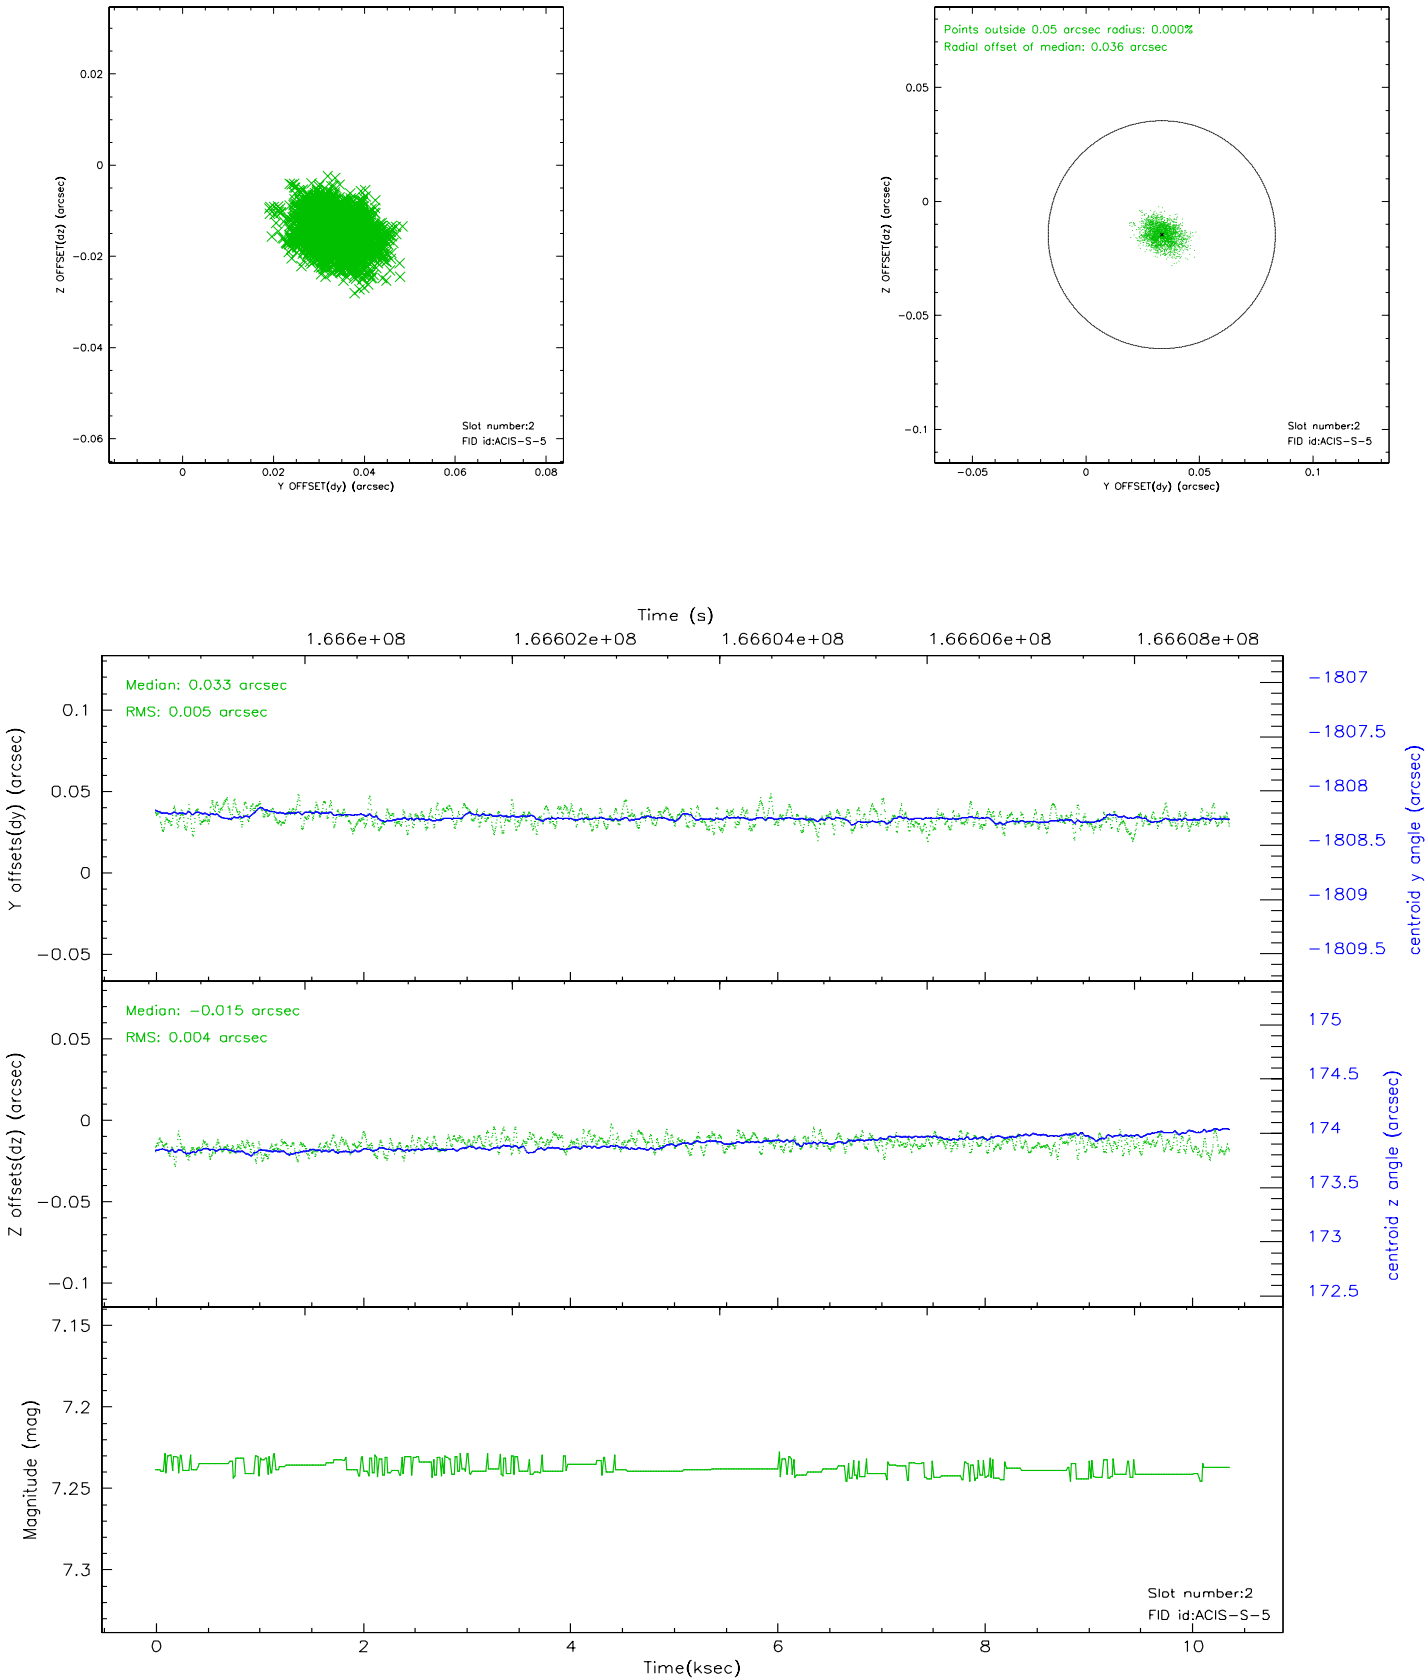 0.02
0
-0.02
-0.04
-0.06
Z OFFSET(dz) (arcsec)
0
0.02
0.04
0.06
0.08
Y OFFSET(dy) (arcsec)
Slot number:2
FID id:ACIS-S-5
Points outside 0.05 arcsec radius: 0.000%
Radial offset of median: 0.036 arcsec
0.05
0
-0.05
-0.1
Z OFFSET(dz) (arcsec)
-0.05
0
0.05
0.1
Y OFFSET(dy) (arcsec)
Slot number:2
FID id:ACIS-S-5
Time (s)
1.666e+08
1.66602e+08
1.66604e+08
1.66606e+08
1.66608e+08
Median: 0.033 arcsec
RMS: 0.005 arcsec
0.1
0.05
0
-0.05
Y offsets(dy) (arcsec)
-1807
-1807.5
-1808
-1808.5
-1809
-1809.5
centroid y angle (arcsec)
Median: -0.015 arcsec
RMS: 0.004 arcsec
0.05
0
-0.05
-0.1
Z offsets(dz) (arcsec)
175
174.5
174
173.5
173
172.5
centroid z angle (arcsec)
7.15
7.2
7.25
7.3
Magnitude (mag)
Slot number:2
FID id:ACIS-S-5
0
2
4
6
8
10
Time(ksec)